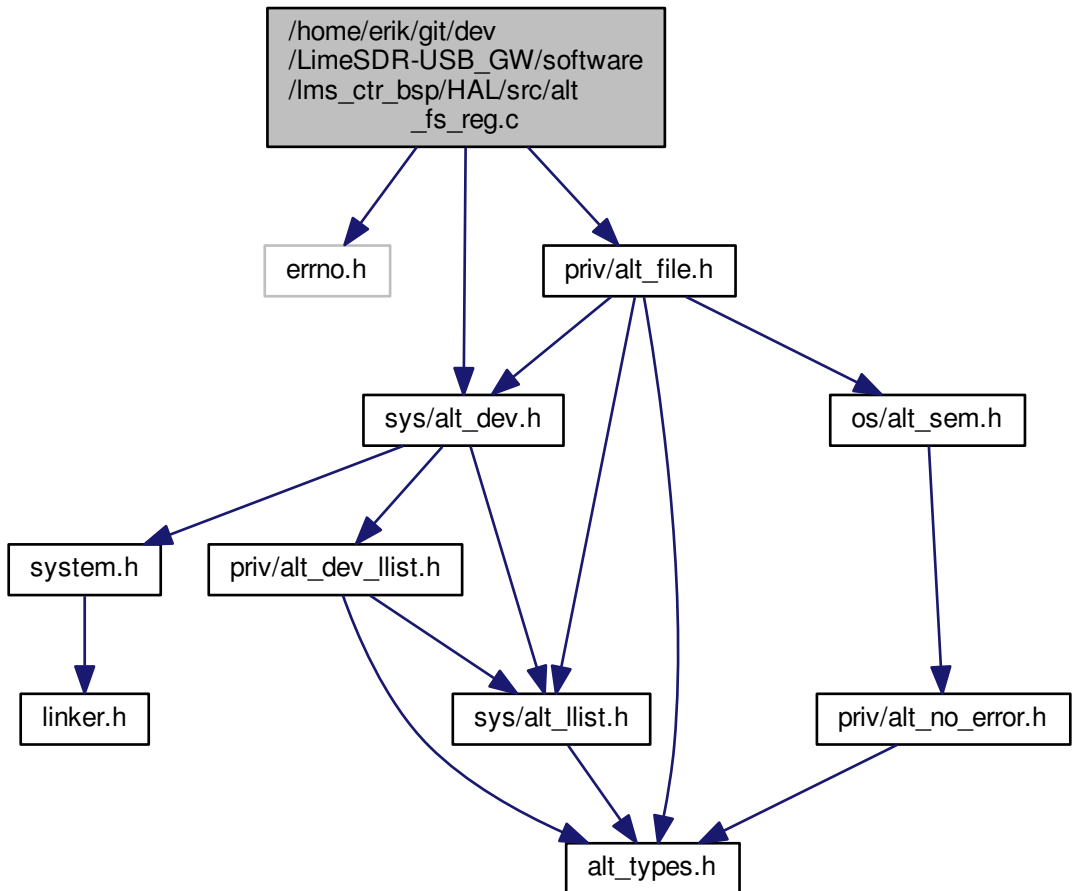 /home/erik/git/dev
/LimeSDR-USB_GW/software
/lms_ctr_bsp/HAL/src/alt
_fs_reg.c
errno.h
priv/alt_file.h
sys/alt_dev.h
os/alt_sem.h
system.h
priv/alt_dev_llist.h
linker.h
sys/alt_llist.h
priv/alt_no_error.h
alt_types.h